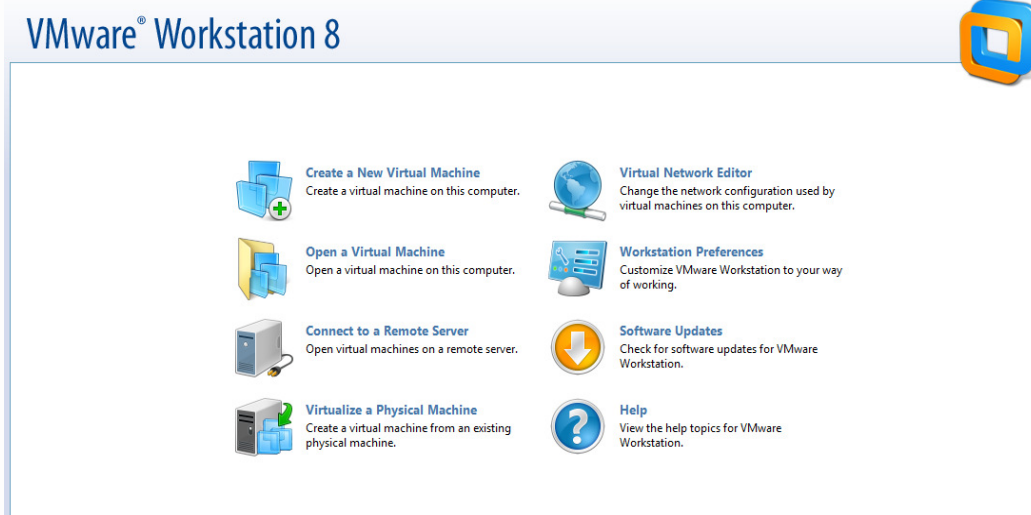 VMware® Workstation 8
Create a New Virtual Machine
Create a virtual machine on this computer.
Open a Virtual Machine
Open a virtual machine on this computer.
Connect to a Remote Server
Open virtual machines on a remote server.
Virtualize a Physical Machine
Create a virtual machine from an existing
physical machine.
Virtual Network Editor
Change the network configuration used by
virtual machines on this computer.
Workstation Preferences
Customize VMware Workstation to your way
of working.
Software Updates
Check for software updates for VMware
Workstation.
Help
View the help topics for VMware
Workstation.